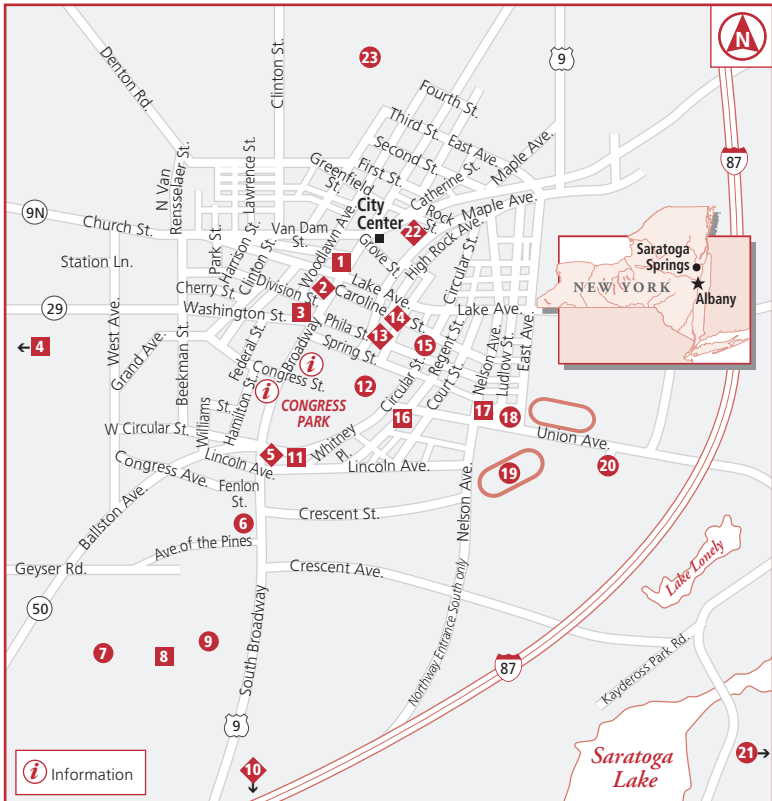 N
23
Denton Rd.
Clinton St.
9
Fourth St.
Third St.
East Ave.
Second St.
First St.
Greenfield
St.
Catherine St.
Maple Ave.
87
N Van
Rensselaer St.
Lawrence St.
City
Center
Rock
St.
Maple Ave.
9N
Church St.
Van Dam
St.
Woodlawn Ave.
22
Grove St.
High Rock Ave.
Circular St.
Park St.
Harrison St.
Clinton St.
Station Ln.
1
2
Lake Ave.
Cherry St.
Division St.
Caroline
St.
Lake Ave.
29
Washington St.
3
14
13
Phila St.
Spring St.
15
4
West Ave.
Grand Ave.
Beekman St.
Federal St.
Broadway
i
Regent St.
Nelson Ave.
Ludlow St.
East Ave.
Congress St.
i
12
CONGRESS
PARK
Circular St.
Court St.
16
17
18
Union Ave.
Williams
St.
Hamilton St.
W Circular St.
5
11
Whitney
Pl.
Lincoln Ave.
Lincoln Ave.
19
20
Congress Ave.
Fenlon
St.
Ballston Ave.
6
Crescent St.
Nelson Ave.
Ave.of the Pines
Geyser Rd.
Crescent Ave.
Lake Lonely
50
7
8
9
South Broadway
Northway Entrance South only
87
Kaydeross Park Rd.
9
10
Saratoga
Lake
21
i Information
Saratoga
Springs
NEW YORK
Albany